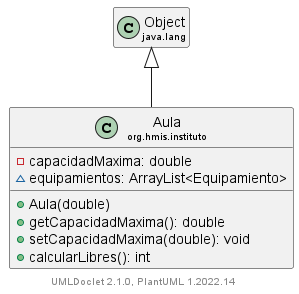 C Object
java.lang
C Aula
org.hmis.instituto
capacidadMaxima: double
equipamientos: ArrayList<Equipamiento>
Aula(double)
getCapacidadMaxima(): double
setCapacidadMaxima(double): void
calcularLibres(): int
UMLDoclet 2.1.0, PlantUML 1.2022.14